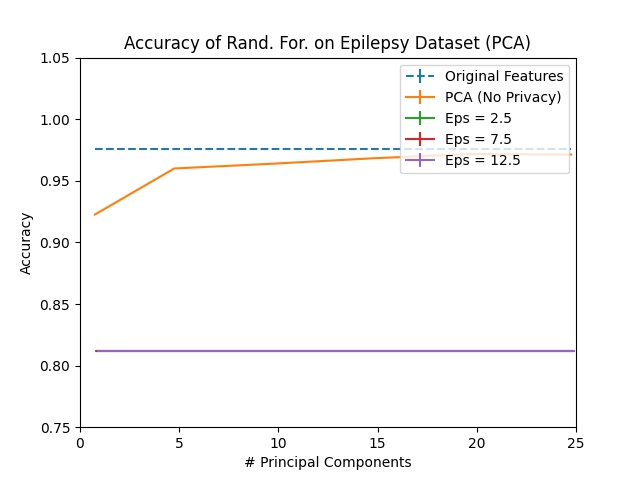 Accuracy of Rand. For. on Epilepsy Dataset (PCA)
1.05
1.00
0.95
0.90
0.85
0.80
0.75
Accuracy
Original Features
PCA (No Privacy)
Eps = 2.5
Eps = 7.5
Eps = 12.5
0 5 10 15 20 25
# Principal Components